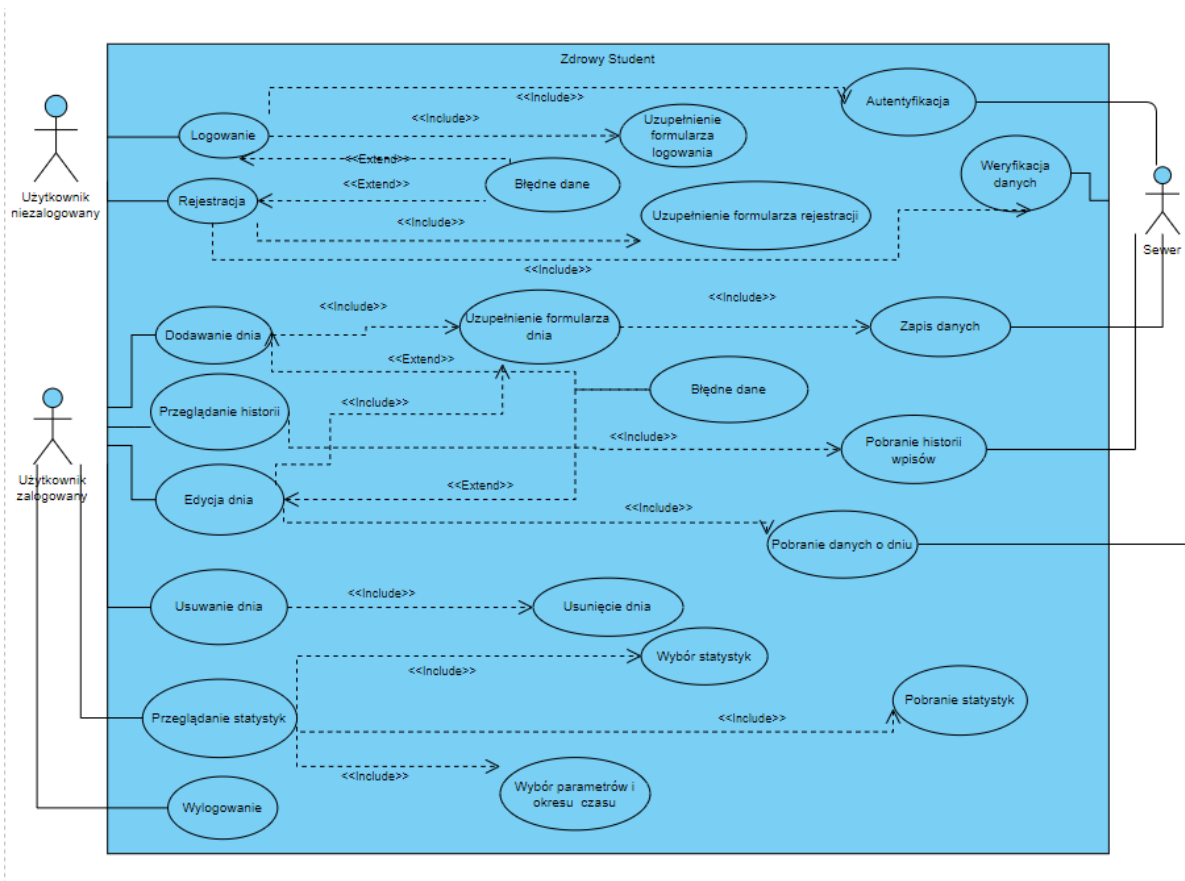 Zdrowy Student
<<Include>>
Autentyfikacja
Logowanie
<<Include>>
Uzupełnienie
formularza
logowania
<<Extend>>
Weryfikacja
danych
Użytkownik
niezalogowany
Rejestracja
<<Extend>>
Błędne dane
<<Include>>
Uzupełnienie formularza rejestracji
Sewer
<<Include>>
<<Include>>
<<Include>>
Dodawanie dnia
Uzupełnienie formularza
dnia
Zapis danych
<<Extend>>
Błędne dane
Przeglądanie historii
<<Include>>
<<Include>>
Pobranie historii
wpisów
Użytkownik
zalogowany
Edycja dnia
<<Extend>>
<<Include>>
Pobranie danych o dniu
Usuwanie dnia
<<Include>>
Usunięcie dnia
Wybór statystyk
<<Include>>
Pobranie statystyk
Przeglądanie statystyk
<<Include>>
<<Include>>
Wybór parametrów i
okresu czasu
Wylogowanie